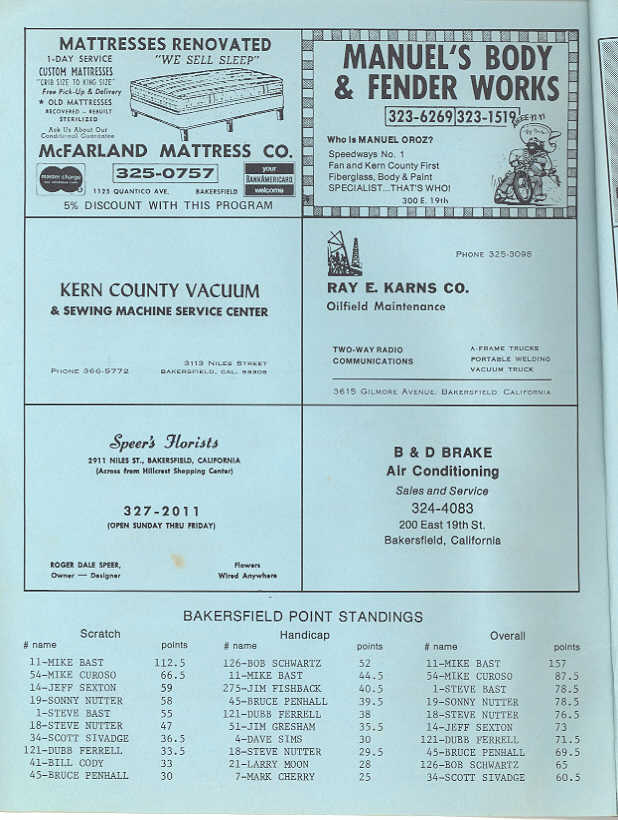 MATTRESSES RENOVATED
1-DAY SERVICE
"WE SELL SLEEP"
CUSTOM MATTRESSES
"CRIB SIZE TO KING SIZE"
Free Pick-Up & Delivery
★ OLD MATTRESSES
RECOVERED – REBUILT
STERILIZED
Ask Us About Our
Conditional Guarantee
McFARLAND MATTRESS CO.
master charge
325-0757
your
BANKAMERICARD
welcome
1125 QUANTICO AVE. BAKERSFIELD
5% DISCOUNT WITH THIS PROGRAM
MANUEL'S BODY
& FENDER WORKS
323-6269 323-1519
Who Is MANUEL OROZ?
Speedways No. 1
Fan and Kern County First
Fiberglass, Body & Paint
SPECIALIST...THAT'S WHO!
300 E. 19th
KERN COUNTY VACUUM
& SEWING MACHINE SERVICE CENTER
PHONE 366-5772
3113 NILES STREET
BAKERSFIELD, CAL. 93306
PHONE 325-3098
RAY E. KARNS CO.
Oilfield Maintenance
TWO-WAY RADIO
COMMUNICATIONS
A-FRAME TRUCKS
PORTABLE WELDING
VACUUM TRUCK
3615 GILMORE AVENUE, BAKERSFIELD, CALIFORNIA
Speer's Florists
2911 NILES ST., BAKERSFIELD, CALIFORNIA
(Across from Hillcrest Shopping Center)
327-2011
(OPEN SUNDAY THRU FRIDAY)
ROGER DALE SPEER,
Owner — Designer
Flowers
Wired Anywhere
B & D BRAKE
Air Conditioning
Sales and Service
324-4083
200 East 19th St.
Bakersfield, California
BAKERSFIELD POINT STANDINGS
Scratch
# name points
11-MIKE BAST 112.5
54-MIKE CUROSO 66.5
14-JEFF SEXTON 59
19-SONNY NUTTER 58
1-STEVE BAST 55
18-STEVE NUTTER 47
34-SCOTT SIVADGE 36.5
121-DUBB FERRELL 33.5
41-BILL CODY 33
45-BRUCE PENHALL 30
Handicap
# name points
126-BOB SCHWARTZ 52
11-MIKE BAST 44.5
275-JIM FISHBACK 40.5
45-BRUCE PENHALL 39.5
121-DUBB FERRELL 38
51-JIM GRESHAM 35.5
4-DAVE SIMS 30
18-STEVE NUTTER 29.5
21-LARRY MOON 28
7-MARK CHERRY 25
Overall
# name points
11-MIKE BAST 157
54-MIKE CUROSO 87.5
1-STEVE BAST 78.5
19-SONNY NUTTER 78.5
18-STEVE NUTTER 76.5
14-JEFF SEXTON 73
121-DUBB FERRELL 71.5
45-BRUCE PENHALL 69.5
126-BOB SCHWARTZ 65
34-SCOTT SIVADGE 60.5